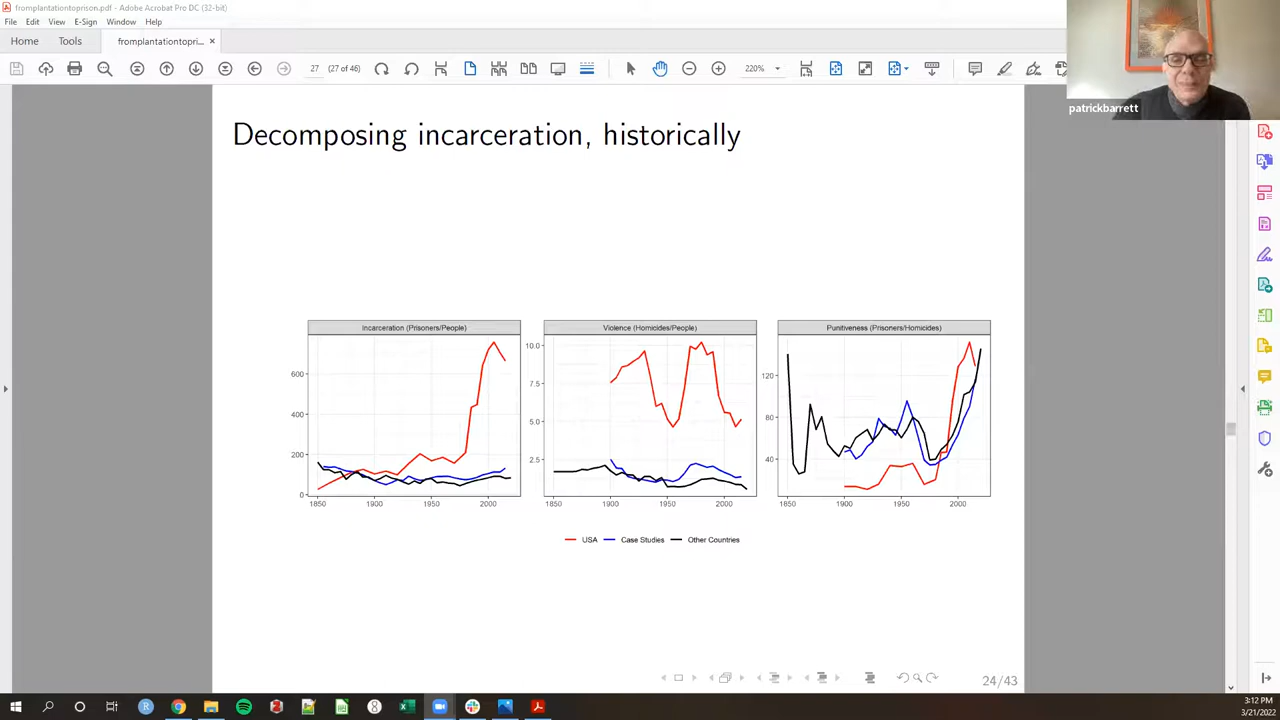 fromplantationtoprison.pdf - Adobe Acrobat Pro DC (32-bit)
File Edit View E-Sign Window Help
Home Tools fromplantationtopri... ×
27 (27 of 46) 220%
patrickbarrett
Decomposing incarceration, historically
Incarceration (Prisoners/People)
600
400
200
0
1850 1900 1950 2000
Violence (Homicides/People)
10.0
7.5
5.0
2.5
1850 1900 1950 2000
Punitiveness (Prisoners/Homicides)
120
80
40
1850 1900 1950 2000
USA Case Studies Other Countries
24/43
3:12 PM
3/21/2022